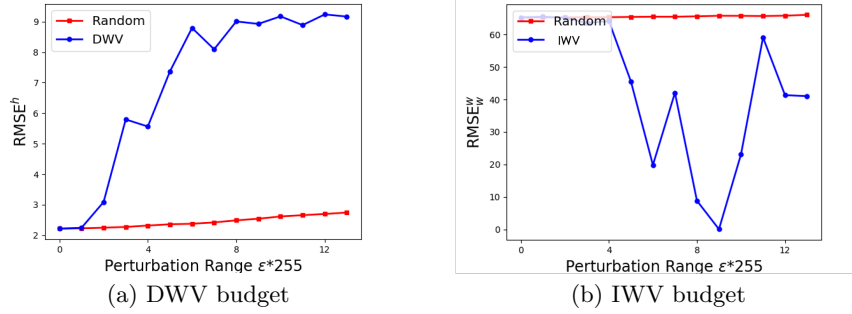 Random
DWV
9
8
7
6
5
4
3
2
RMSE^h
0
4
8
12
Perturbation Range ε*255
(a) DWV budget
Random
IWV
60
50
40
30
20
10
0
RMSE^w_w
0
4
8
12
Perturbation Range ε*255
(b) IWV budget